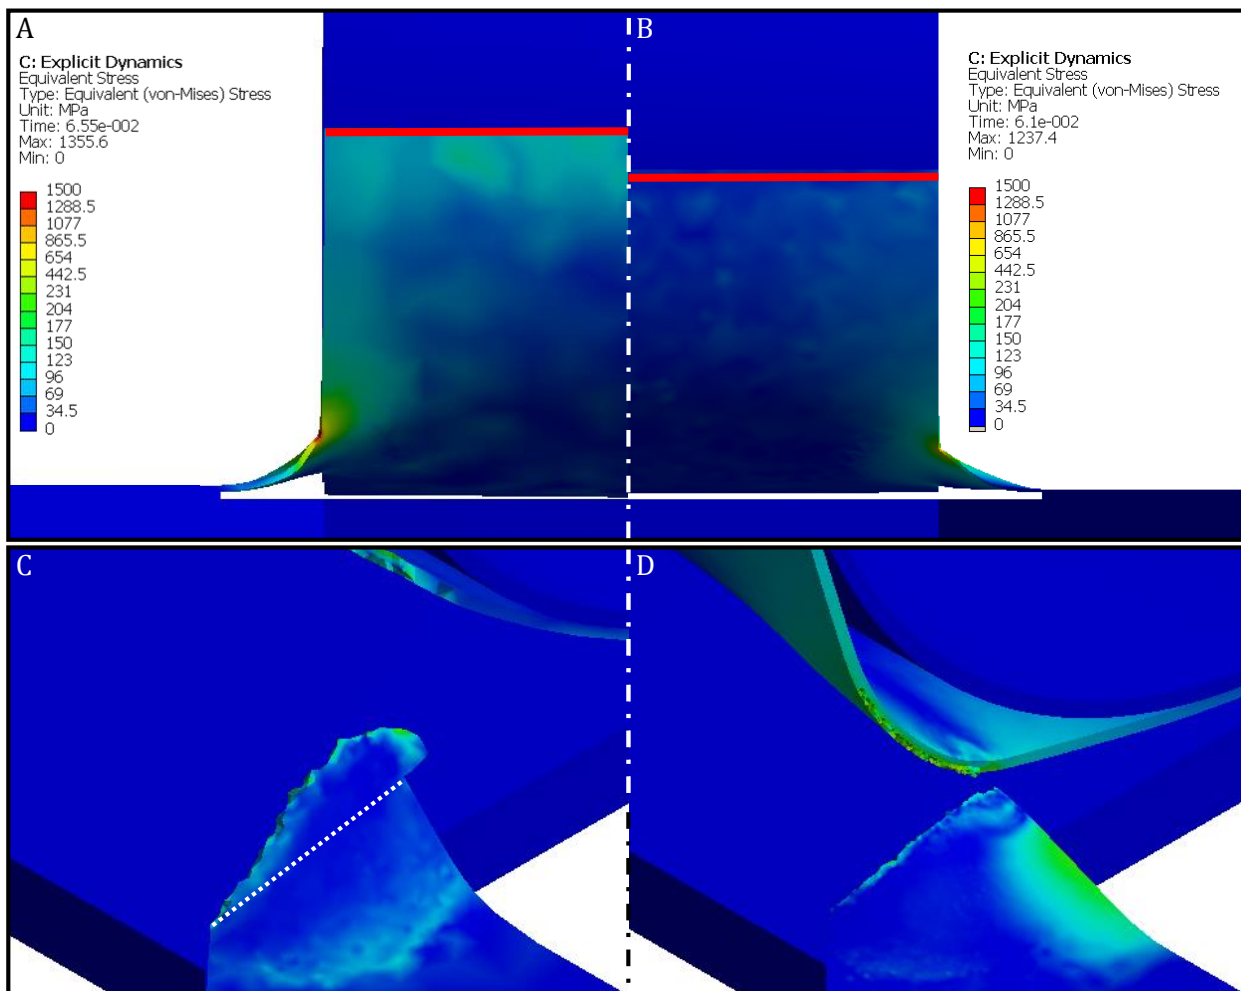 A
C: Explicit Dynamics
Equivalent Stress
Type: Equivalent (von-Mises) Stress
Unit: MPa
Time: 6.55e-002
Max: 1355.6
Min: 0
1500
1288.5
1077
865.5
654
442.5
231
204
177
150
123
96
69
34.5
0
B
C: Explicit Dynamics
Equivalent Stress
Type: Equivalent (von-Mises) Stress
Unit: MPa
Time: 6.1e-002
Max: 1237.4
Min: 0
1500
1288.5
1077
865.5
654
442.5
231
204
177
150
123
96
69
34.5
0
C
D